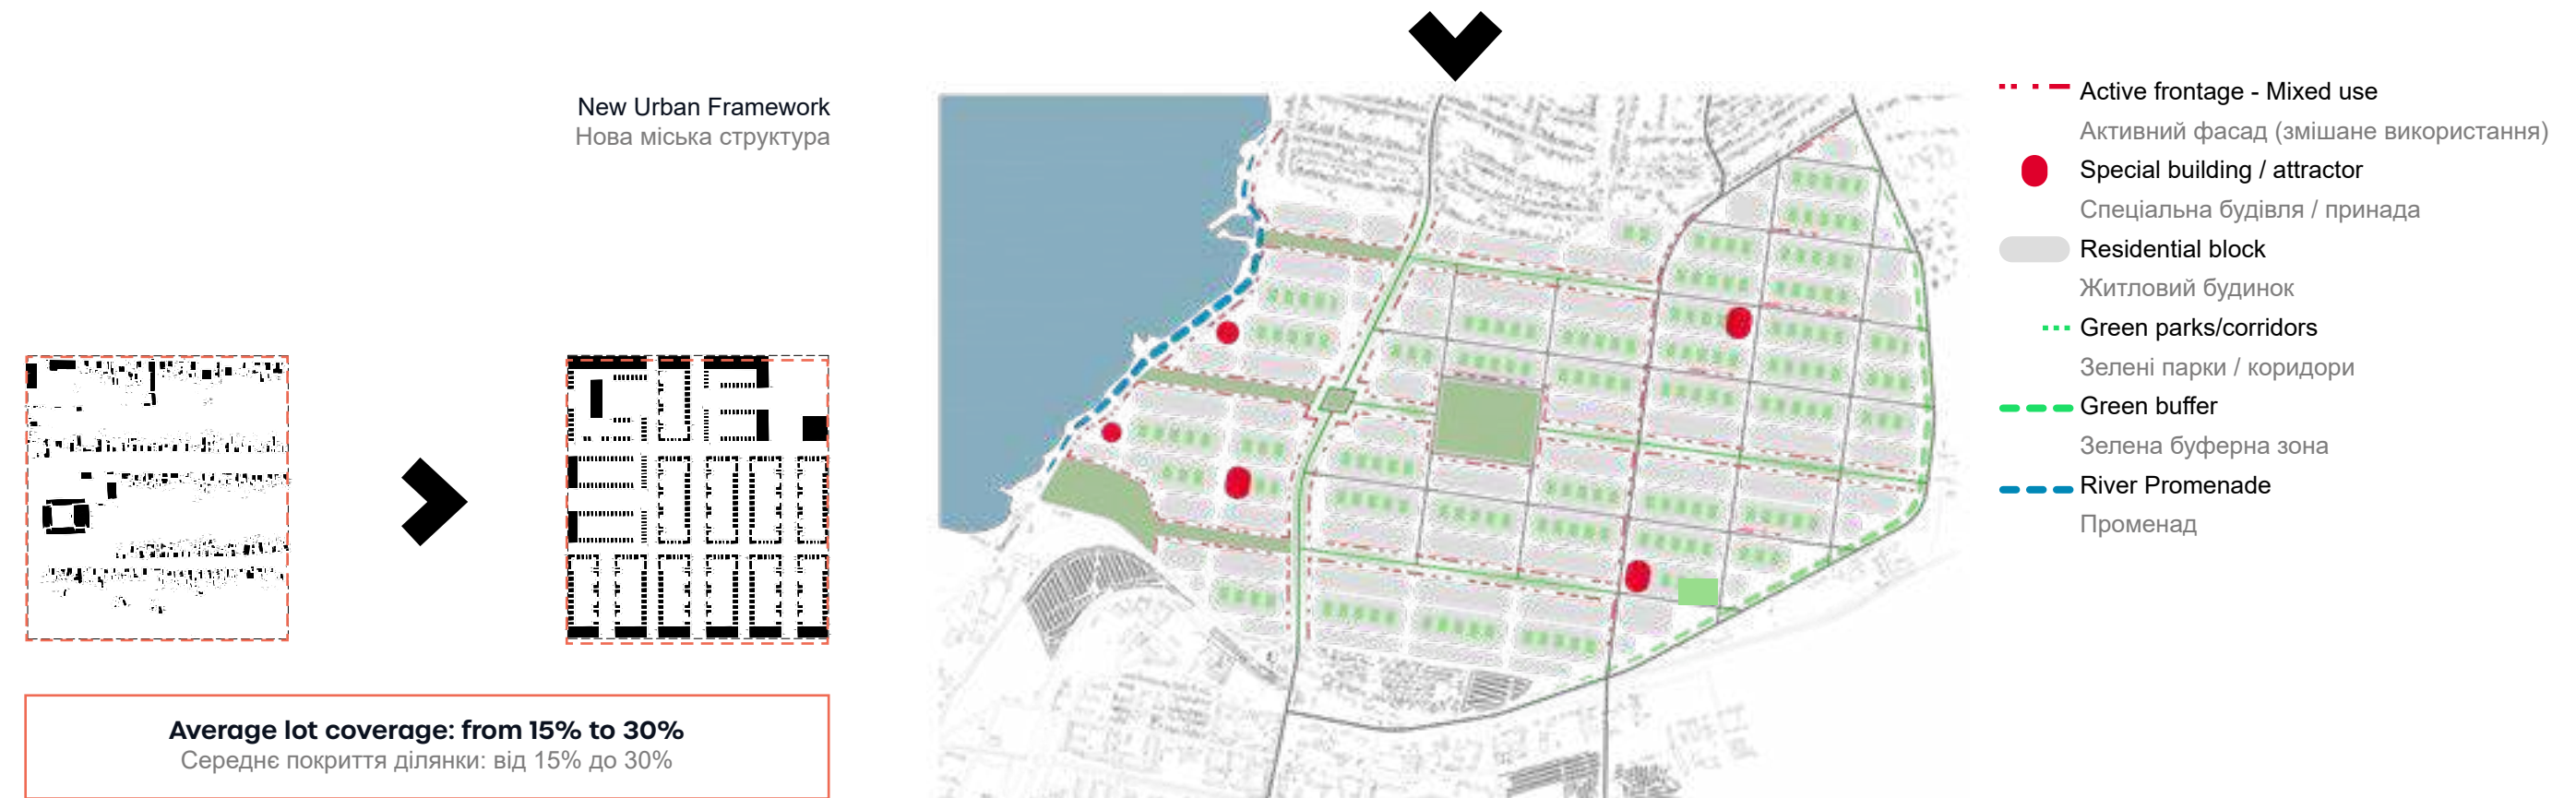 New Urban Framework
Нова міська структура
Average lot coverage: from 15% to 30%
Середнє покриття ділянки: від 15% до 30%
Active frontage - Mixed use
Активний фасад (змішане використання)
Special building / attractor
Спеціальна будівля / принада
Residential block
Житловий будинок
Green parks/corridors
Зелені парки / коридори
Green buffer
Зелена буферна зона
River Promenade
Променад